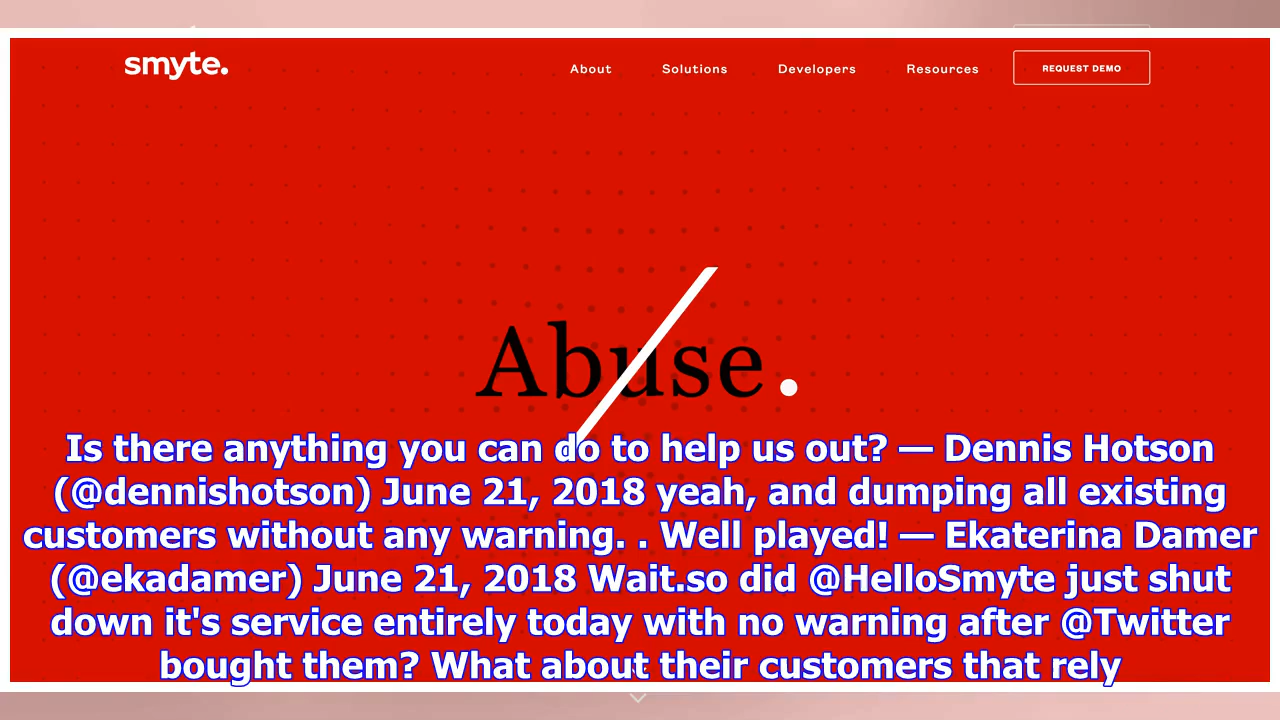 smyte.
About Solutions Developers Resources REQUEST DEMO
Abuse.
Is there anything you can do to help us out? — Dennis Hotson
(@dennishotson) June 21, 2018 yeah, and dumping all existing
customers without any warning. . Well played! — Ekaterina Damer
(@ekadamer) June 21, 2018 Wait.so did @HelloSmyte just shut
down it's service entirely today with no warning after @Twitter
bought them? What about their customers that rely